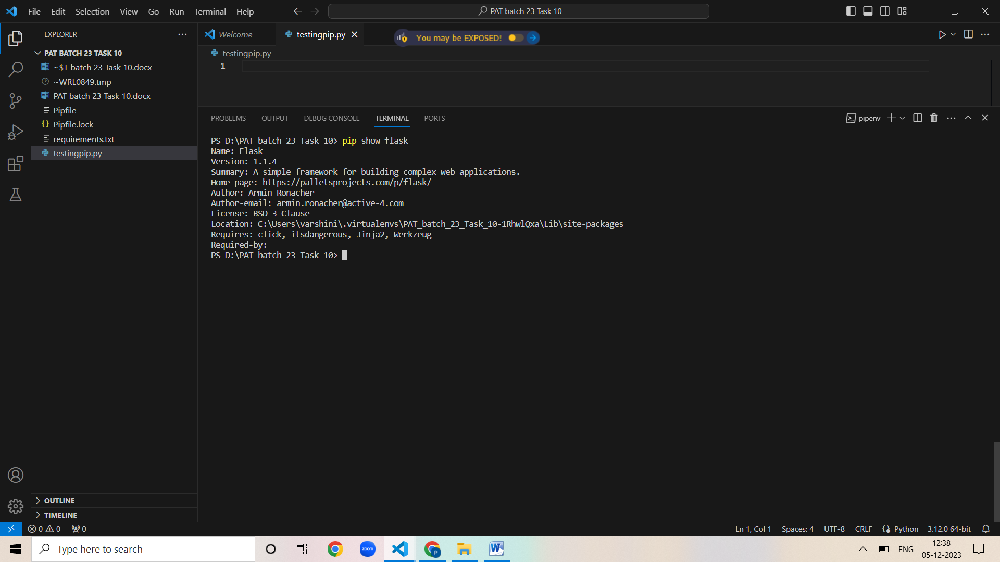 File Edit Selection View Go Run Terminal Help
PAT batch 23 Task 10
EXPLORER
PAT BATCH 23 TASK 10
~$T batch 23 Task 10.docx
~WRL0849.tmp
PAT batch 23 Task 10.docx
Pipfile
Pipfile.lock
requirements.txt
testingpip.py
OUTLINE
TIMELINE
Welcome
testingpip.py
You may be EXPOSED!
testingpip.py
1
PROBLEMS OUTPUT DEBUG CONSOLE TERMINAL PORTS
pipenv
PS D:\PAT batch 23 Task 10> pip show flask
Name: Flask
Version: 1.1.4
Summary: A simple framework for building complex web applications.
Home-page: https://palletsprojects.com/p/flask/
Author: Armin Ronacher
Author-email: armin.ronacher@active-4.com
License: BSD-3-Clause
Location: C:\Users\varshini\.virtualenvs\PAT_batch_23_Task_10-1RhwlQxa\Lib\site-packages
Requires: click, itsdangerous, Jinja2, Werkzeug
Required-by:
PS D:\PAT batch 23 Task 10>
0 0 0
Ln 1, Col 1 Spaces: 4 UTF-8 CRLF Python 3.12.0 64-bit
Type here to search
zoom
P
W
ENG
12:38
05-12-2023